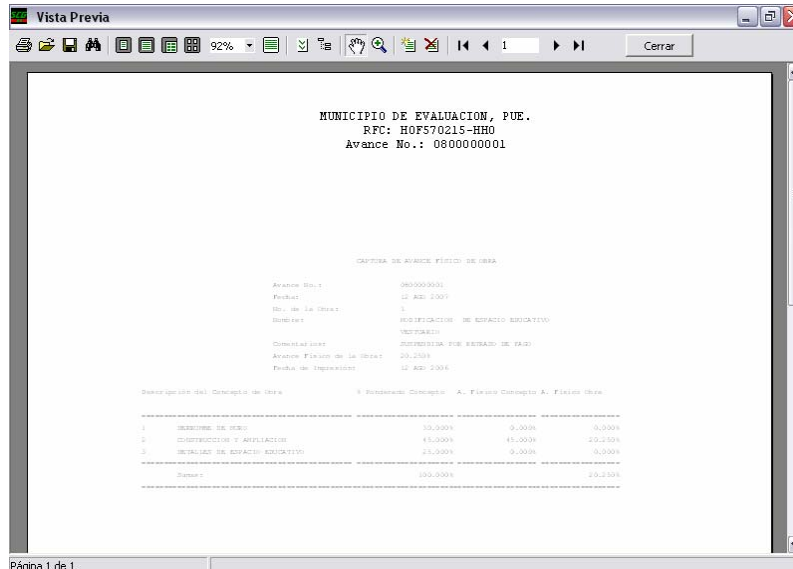 Vista Previa
92% 1 Cerrar
MUNICIPIO DE EVALUACION, PUE.
RFC: HOF570215-HH0
Avance No.: 0800000001
CAPTURA DE AVANCE FÍSICO DE OBRA
Avance No.: 0800000001
Fecha: 12 AGO 2009
No. de la Obra:
Nombre: MODIFICACION DE ESPACIO EDUCATIVO
VESTUARIO
Comentarios: SUSPENDIDA POR RETRASO DE PAGO
Avance Físico de la Obra: 20.250%
Fecha de Impresión: 12 AGO
Descripción del Concepto de Obra % Ponderado Concepto A. Físico Concepto A. Físico Obra
1 DE MURO 30.000% 0.000% 0.000%
2 CONSTRUCCION Y AMPLIACION 45.000% 45.000% 20.250%
3 DETALLES DE ESPACIO EDUCATIVO 25.000% 0.000% 0.000%
Sumas: 100.000% 20.250%
Página 1 de 1